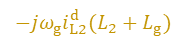 −jω_g i_{L2}^{d}(L_2 + L_g)